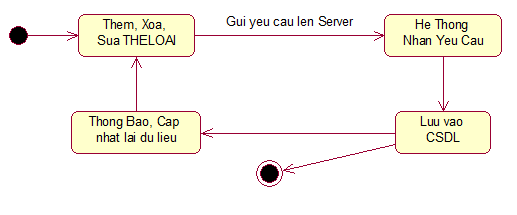 Them, Xoa,
Sua THELOAI
Gui yeu cau len Server
He Thong
Nhan Yeu Cau
Thong Bao, Cap
nhat lai du lieu
Luu vao
CSDL